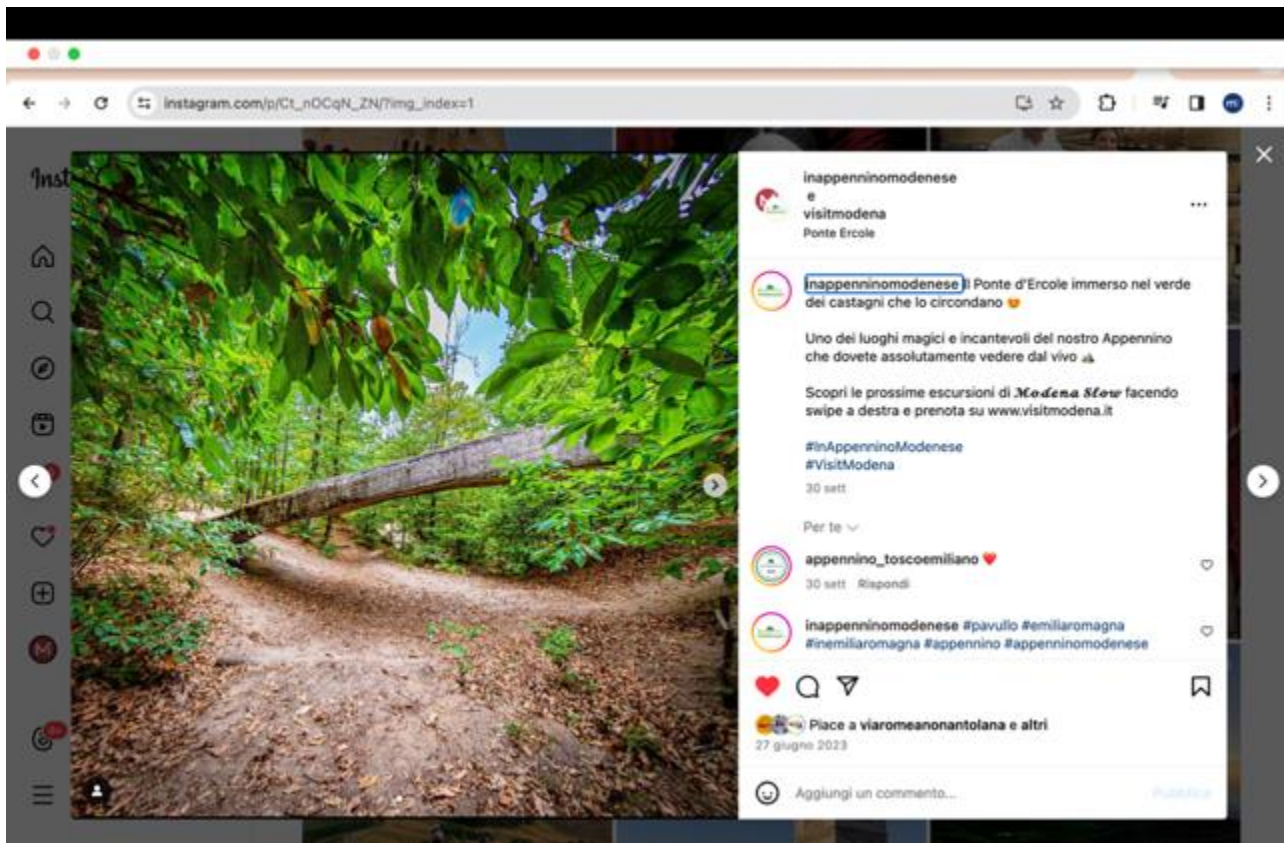 instagram.com/p/Ct_nOCqN_ZN/?img_index=1
Inst
inappenninomodenese
e
visitmodena
Ponte Ercole
inappenninomodenese Il Ponte d'Ercole immerso nel verde
dei castagni che lo circondano 😍
Uno dei luoghi magici e incantevoli del nostro Appennino
che dovete assolutamente vedere dal vivo ⛰️
Scopri le prossime escursioni di 𝓜𝓸𝓭𝓮𝓷𝓪 𝓢𝓵𝓸𝔀 facendo
swipe a destra e prenota su www.visitmodena.it
#InAppenninoModenese
#VisitModena
30 sett
Per te
appennino_toscoemiliano ❤️
30 sett Rispondi
inappenninomodenese #pavullo #emiliaromagna
#inemiliaromagna #appennino #appenninomodenese
Piace a viaromeanonantolana e altri
27 giugno 2023
Aggiungi un commento...
Pubblica